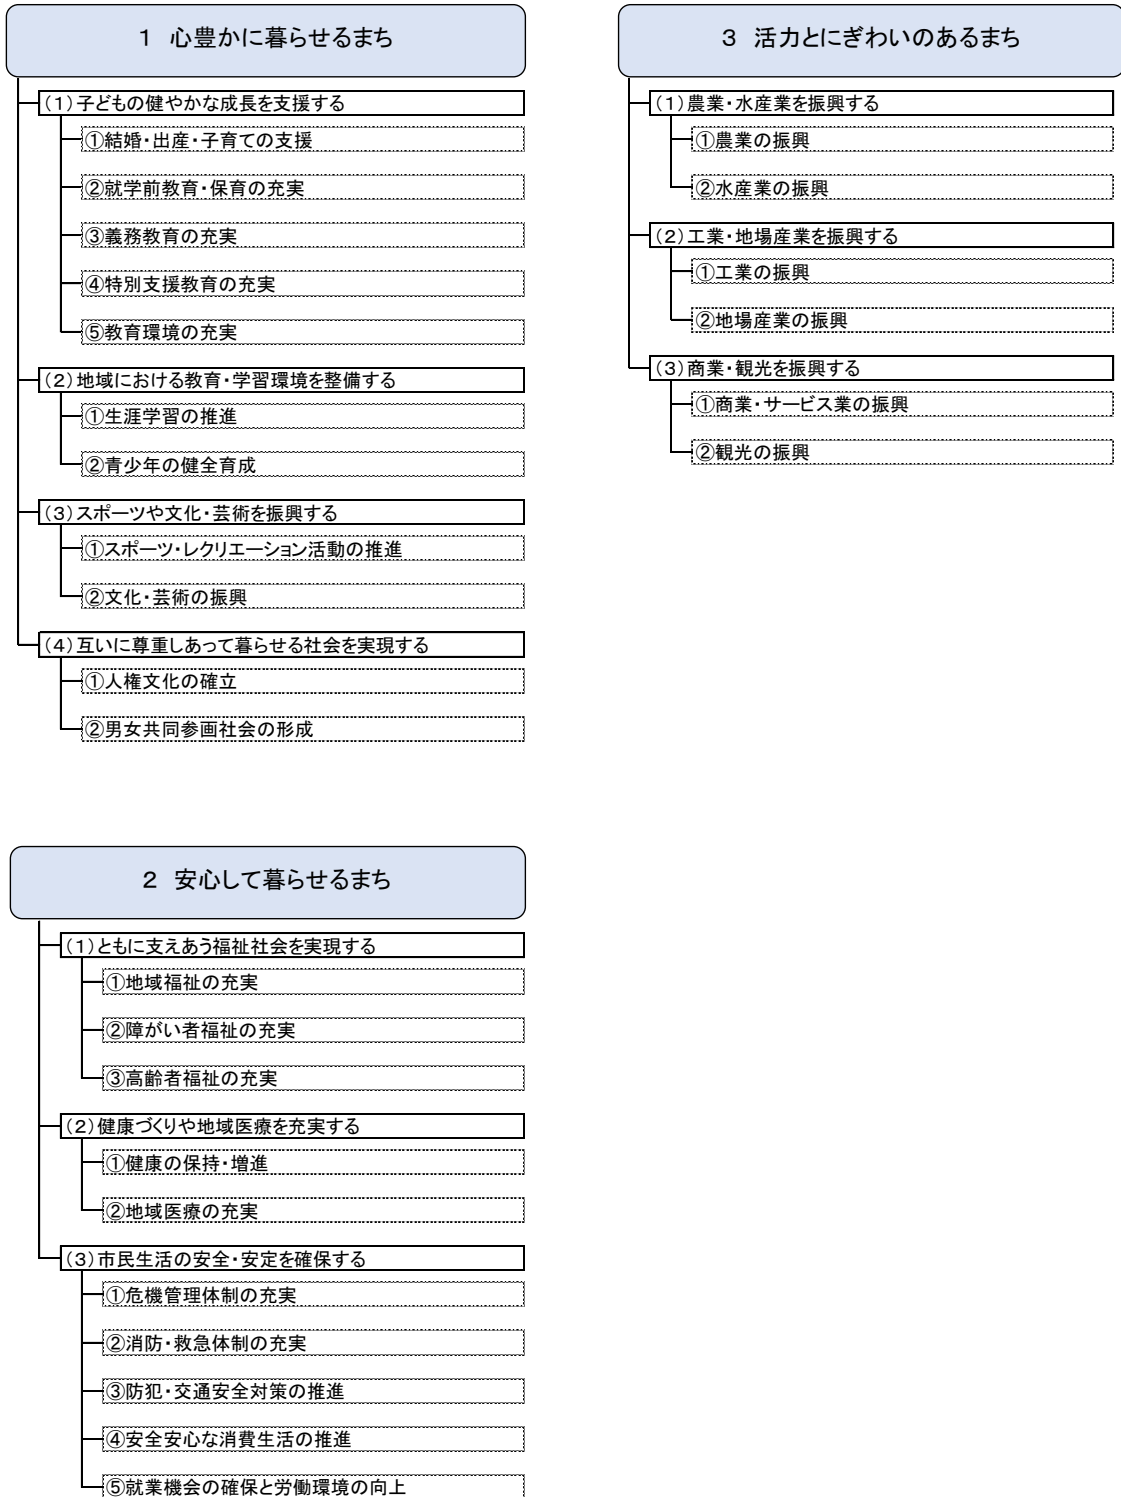 １ 心豊かに暮らせるまち
（１）子どもの健やかな成長を支援する
①結婚・出産・子育ての支援
②就学前教育・保育の充実
③義務教育の充実
④特別支援教育の充実
⑤教育環境の充実
（２）地域における教育・学習環境を整備する
①生涯学習の推進
②青少年の健全育成
（３）スポーツや文化・芸術を振興する
①スポーツ・レクリエーション活動の推進
②文化・芸術の振興
（４）互いに尊重しあって暮らせる社会を実現する
①人権文化の確立
②男女共同参画社会の形成
２ 安心して暮らせるまち
（１）ともに支えあう福祉社会を実現する
①地域福祉の充実
②障がい者福祉の充実
③高齢者福祉の充実
（２）健康づくりや地域医療を充実する
①健康の保持・増進
②地域医療の充実
（３）市民生活の安全・安定を確保する
①危機管理体制の充実
②消防・救急体制の充実
③防犯・交通安全対策の推進
④安全安心な消費生活の推進
⑤就業機会の確保と労働環境の向上
３ 活力とにぎわいのあるまち
（１）農業・水産業を振興する
①農業の振興
②水産業の振興
（２）工業・地場産業を振興する
①工業の振興
②地場産業の振興
（３）商業・観光を振興する
①商業・サービス業の振興
②観光の振興